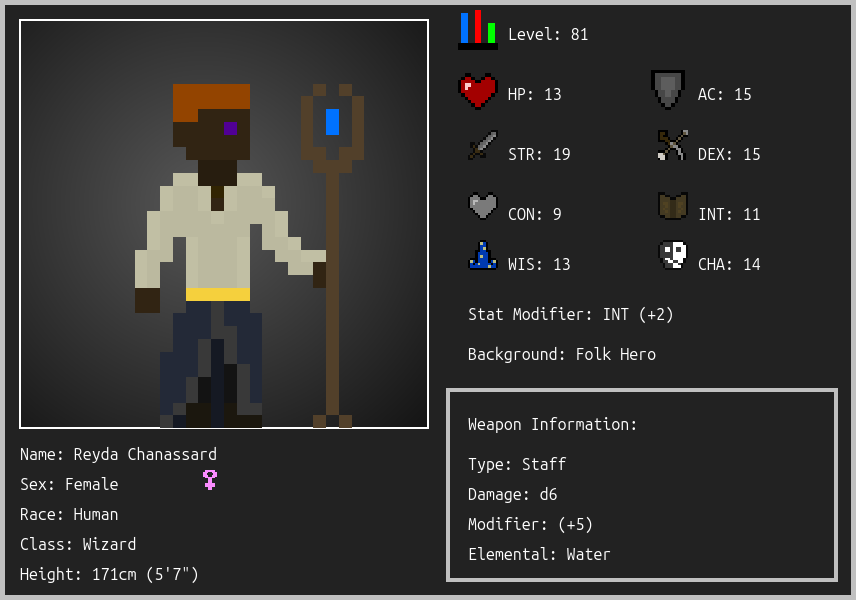 Level: 81
HP: 13
AC: 15
STR: 19
DEX: 15
CON: 9
INT: 11
WIS: 13
CHA: 14
Stat Modifier: INT (+2)
Background: Folk Hero
Weapon Information:
Type: Staff
Damage: d6
Modifier: (+5)
Elemental: Water
Name: Reyda Chanassard
Sex: Female
Race: Human
Class: Wizard
Height: 171cm (5'7")